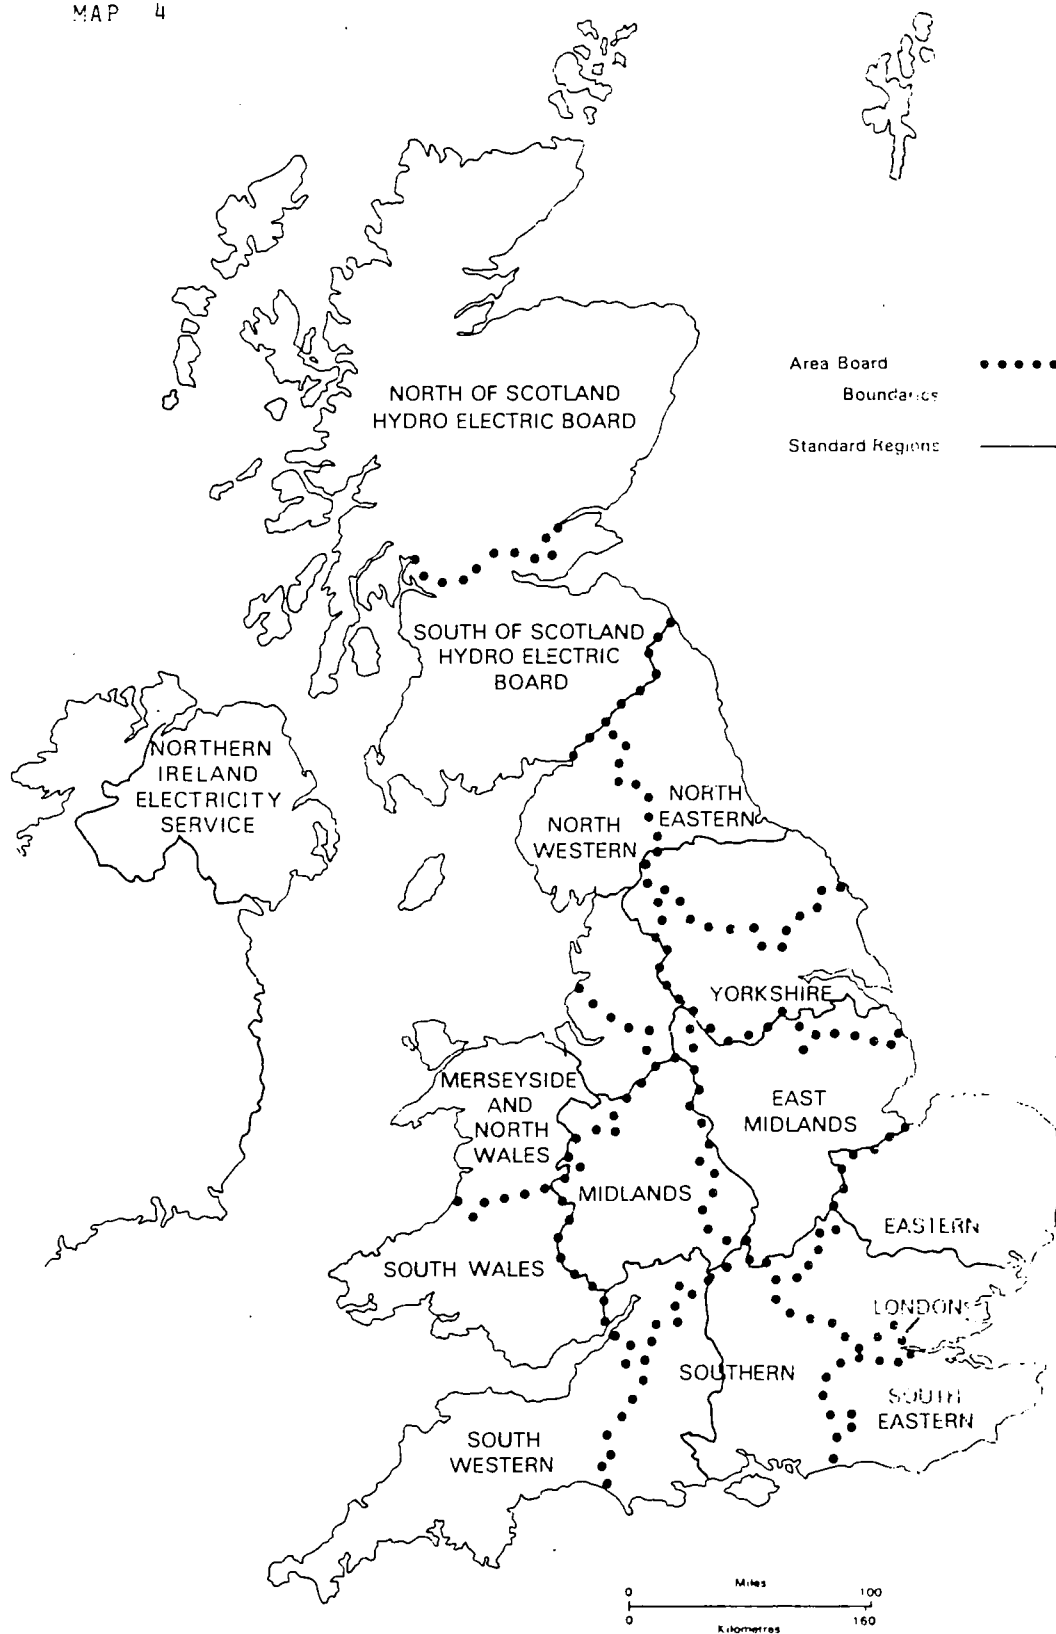 MAP 4
Area Board
Boundaries
Standard Regions
NORTH OF SCOTLAND
HYDRO ELECTRIC BOARD
SOUTH OF SCOTLAND
HYDRO ELECTRIC
BOARD
NORTHERN
IRELAND
ELECTRICITY
SERVICE
NORTH
EASTERN
NORTH
WESTERN
YORKSHIRE
MERSEYSIDE
AND
NORTH
WALES
EAST
MIDLANDS
MIDLANDS
EASTERN
SOUTH WALES
LONDON
SOUTHERN
SOUTH
EASTERN
SOUTH
WESTERN
Miles
0 100
0 160
Kilometres